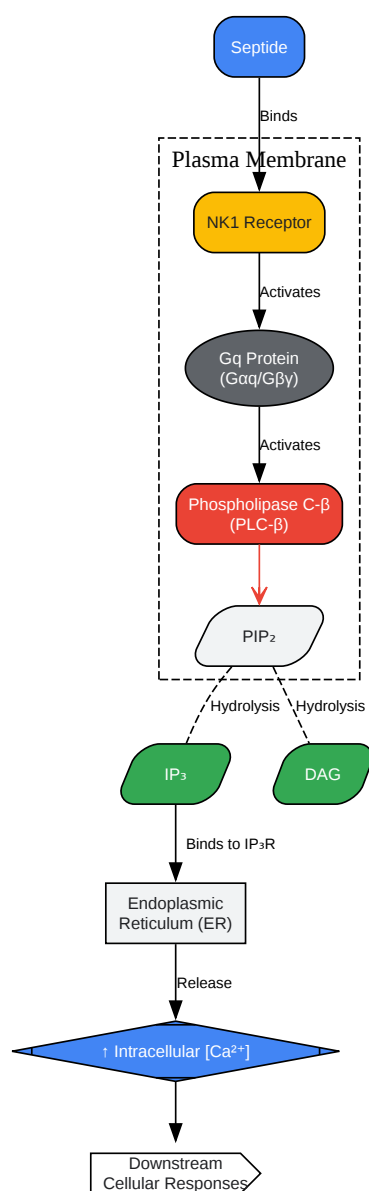 Septide
Binds
Plasma Membrane
NK1 Receptor
Activates
Gq Protein
(Gαq/Gβγ)
Activates
Phospholipase C-β
(PLC-β)
PIP₂
Hydrolysis
Hydrolysis
IP₃
DAG
Binds to IP₃R
Endoplasmic
Reticulum (ER)
Release
↑ Intracellular [Ca²⁺]
Downstream
Cellular Responses